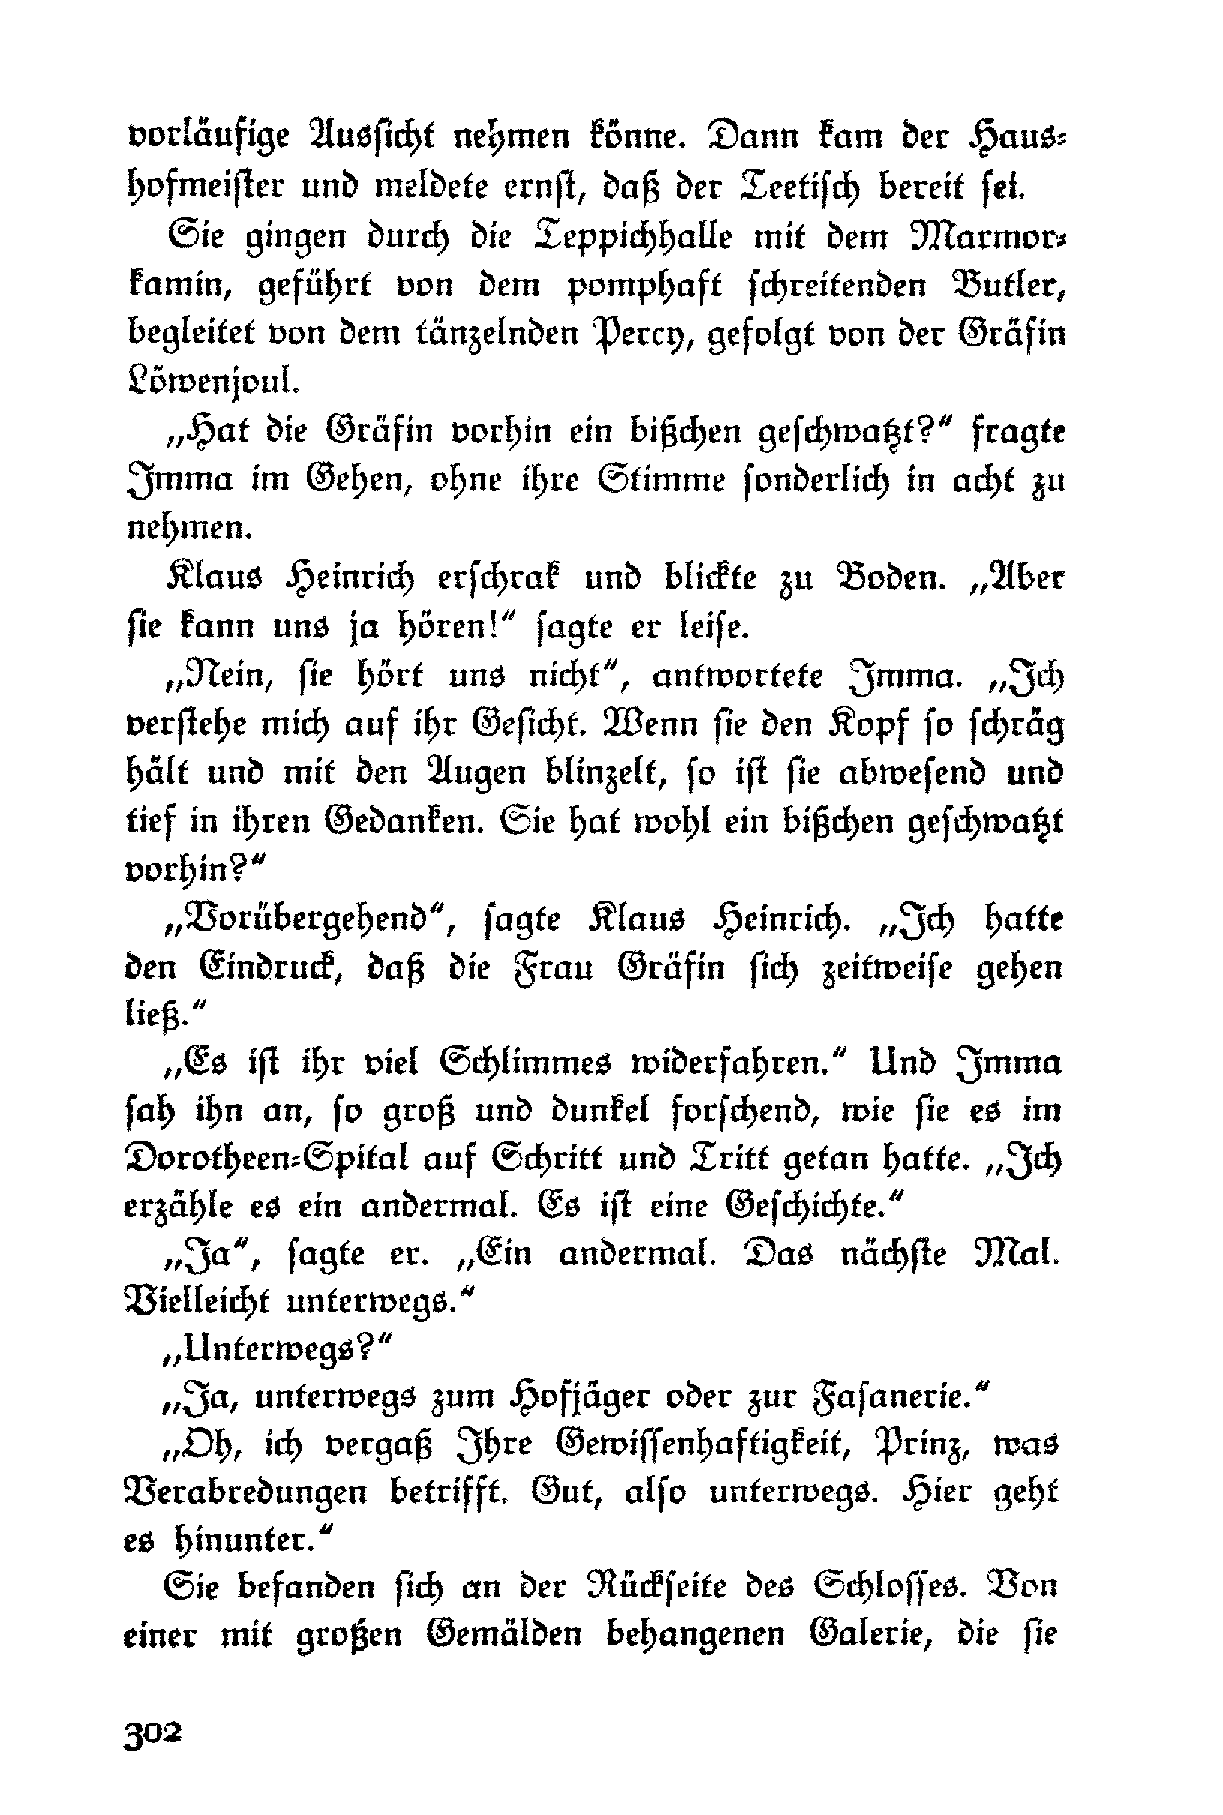 vorläufige Aussicht nehmen könne. Dann kam der Haus-
hofmeister und meldete ernst, daß der Teetisch bereit sei.
Sie gingen durch die Teppichhalle mit dem Marmor-
kamin, geführt von dem pomphaft schreitenden Butler,
begleitet von dem tänzelnden Percy, gefolgt von der Gräfin
Löwenjoul.
„Hat die Gräfin vorhin ein bißchen geschwatzt?“ fragte
Imma im Gehen, ohne ihre Stimme sonderlich in acht zu
nehmen.
Klaus Heinrich erschrak und blickte zu Boden. „Aber
sie kann uns ja hören!“ sagte er leise.
„Nein, sie hört uns nicht“, antwortete Imma. „Ich
verstehe mich auf ihr Gesicht. Wenn sie den Kopf so schräg
hält und mit den Augen blinzelt, so ist sie abwesend und
tief in ihren Gedanken. Sie hat wohl ein bißchen geschwatzt
vorhin?“
„Vorübergehend“, sagte Klaus Heinrich. „Ich hatte
den Eindruck, daß die Frau Gräfin sich zeitweise gehen
ließ.“
„Es ist ihr viel Schlimmes widerfahren.“ Und Imma
sah ihn an, so groß und dunkel forschend, wie sie es im
Dorotheen-Spital auf Schritt und Tritt getan hatte. „Ich
erzähle es ein andermal. Es ist eine Geschichte.“
„Ja“, sagte er. „Ein andermal. Das nächste Mal.
Vielleicht unterwegs.“
„Unterwegs?“
„Ja, unterwegs zum Hofjäger oder zur Fasanerie.“
„Oh, ich vergaß Ihre Gewissenhaftigkeit, Prinz, was
Verabredungen betrifft. Gut, also unterwegs. Hier geht
es hinunter.“
Sie befanden sich an der Rückseite des Schlosses. Von
einer mit großen Gemälden behangenen Galerie, die sie
302